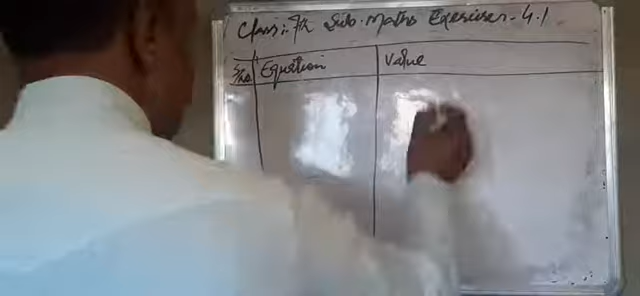 Class:- 7th Sub. Maths Exercise - 4.1
S/No. Equation Value